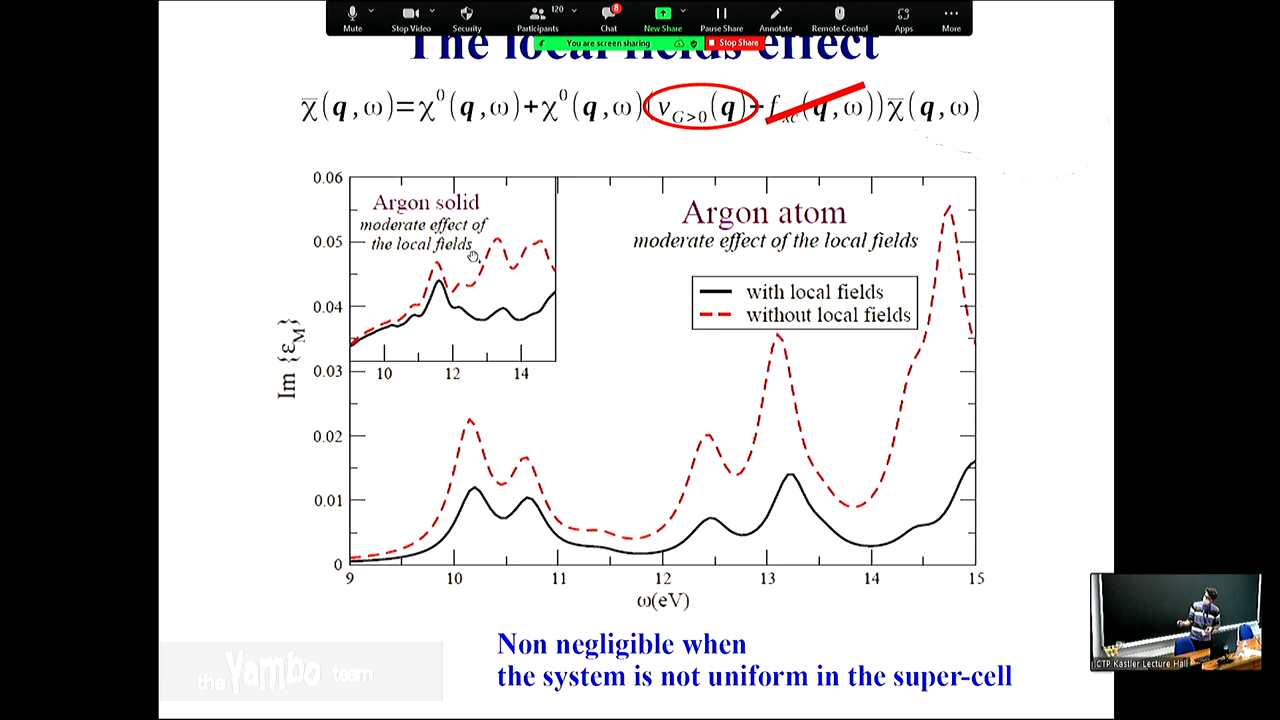 Mute
Stop Video
Security
Participants
120
Chat
8
New Share
Pause Share
Annotate
Remote Control
Apps
More
You are screen sharing
Stop Share
The local fields effect
χ̅(q,ω)=χ⁰(q,ω)+χ⁰(q,ω)(v_G>0(q)+f_xc(q,ω))χ̅(q,ω)
Argon solid
moderate effect of
the local fields
10
12
14
Argon atom
moderate effect of the local fields
with local fields
without local fields
Im {ε_M}
0.06
0.05
0.04
0.03
0.02
0.01
0
9
10
11
12
13
14
15
ω(eV)
Non negligible when
the system is not uniform in the super-cell
the Yambo team
ICTP Kastler Lecture Hall